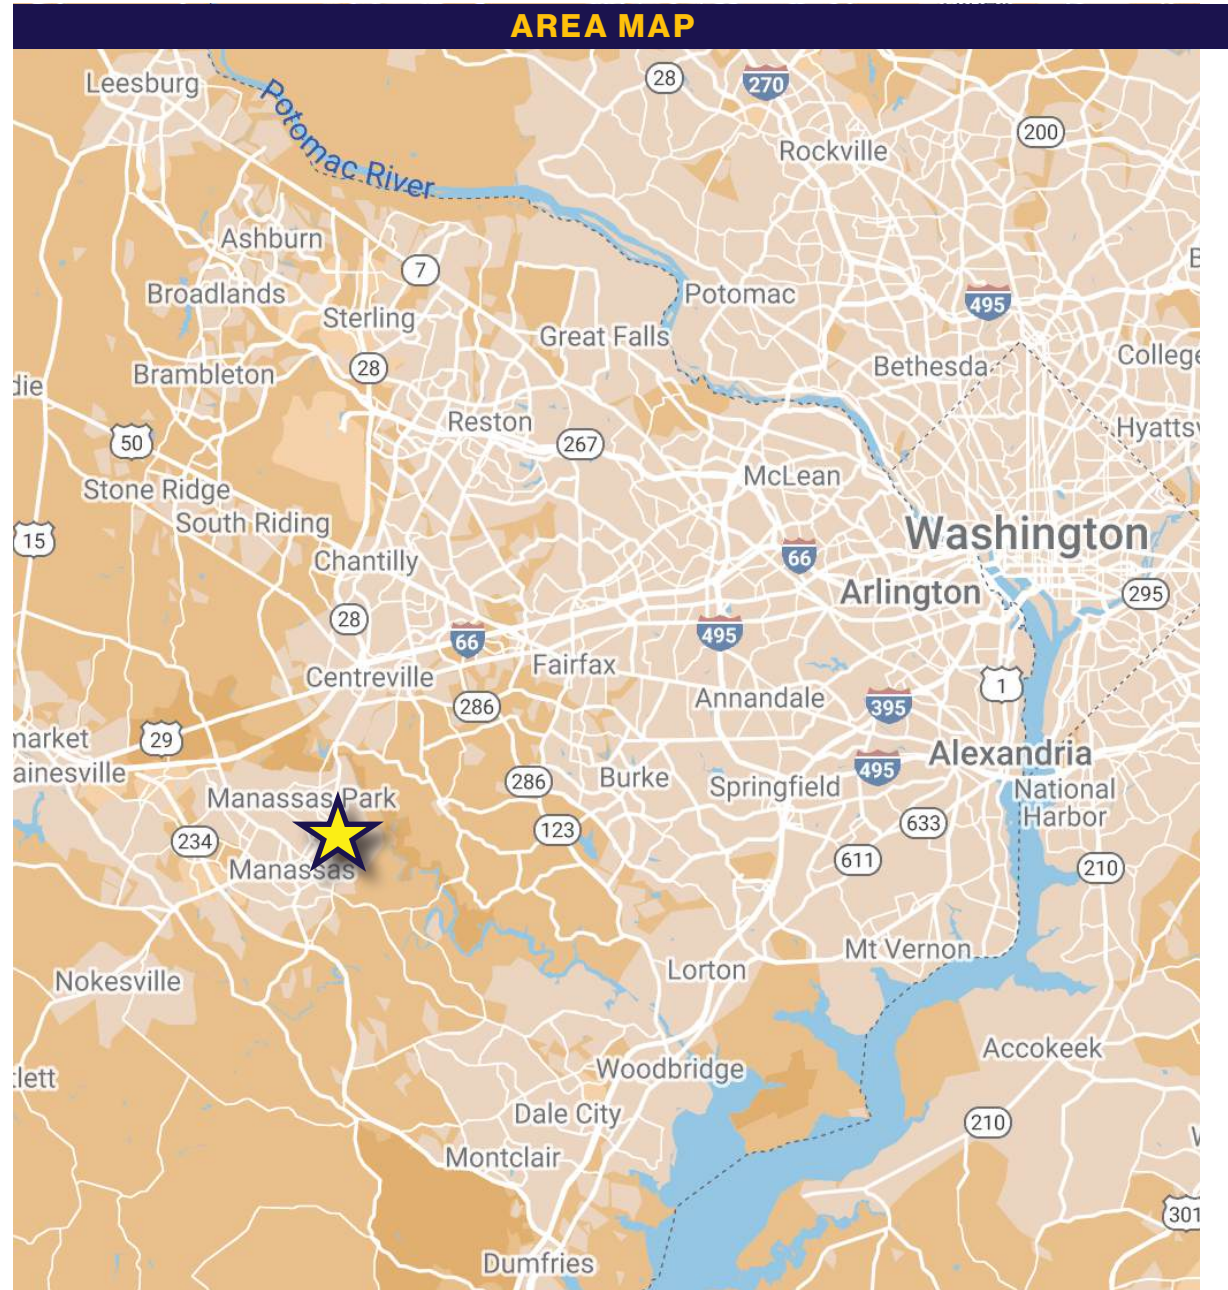 AREA MAP
Leesburg
28
270
Potomac River
200
Rockville
Ashburn
7
Broadlands
Potomac
Sterling
495
Great Falls
28
Bethesda
College
Brambleton
die
Reston
Hyatts
50
267
McLean
Stone Ridge
South Riding
Washington
15
Chantilly
66
Arlington
295
28
66
495
Fairfax
Centreville
1
Annandale
286
395
29
market
Alexandria
ainesville
495
286
Burke
Springfield
National
Harbor
Manassas Park
633
123
234
611
210
Manassas
Mt Vernon
Lorton
Nokesville
Accokeek
Woodbridge
lett
Dale City
210
Montclair
301
Dumfries